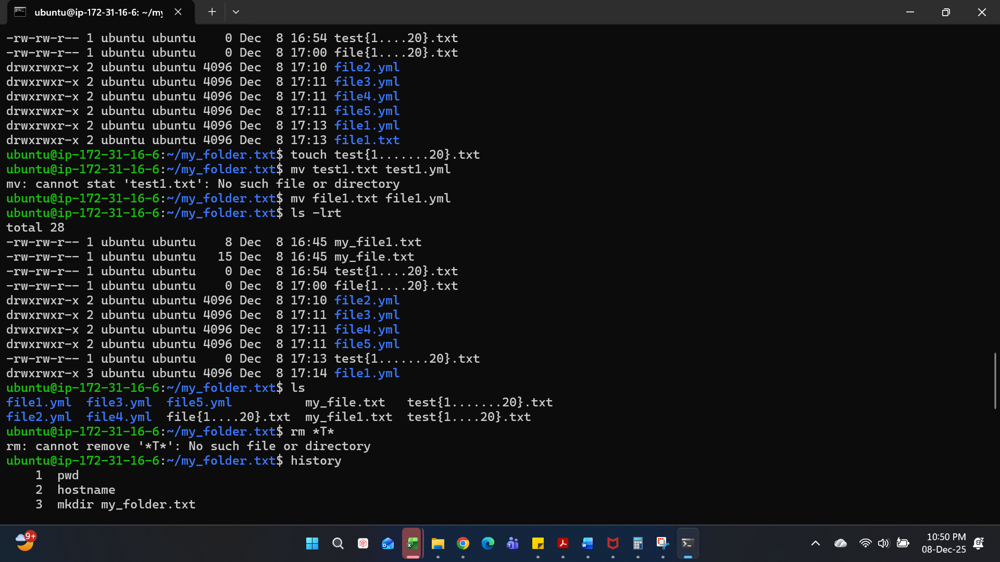 ubuntu@ip-172-31-16-6: ~/my
-rw-rw-r-- 1 ubuntu ubuntu    0 Dec  8 16:54 test{1....20}.txt
-rw-rw-r-- 1 ubuntu ubuntu    0 Dec  8 17:00 file{1....20}.txt
drwxrwxr-x 2 ubuntu ubuntu 4096 Dec  8 17:10 file2.yml
drwxrwxr-x 2 ubuntu ubuntu 4096 Dec  8 17:11 file3.yml
drwxrwxr-x 2 ubuntu ubuntu 4096 Dec  8 17:11 file4.yml
drwxrwxr-x 2 ubuntu ubuntu 4096 Dec  8 17:11 file5.yml
drwxrwxr-x 2 ubuntu ubuntu 4096 Dec  8 17:13 file1.yml
drwxrwxr-x 2 ubuntu ubuntu 4096 Dec  8 17:13 file1.txt
ubuntu@ip-172-31-16-6:~/my_folder.txt$ touch test{1.......20}.txt
ubuntu@ip-172-31-16-6:~/my_folder.txt$ mv test1.txt test1.yml
mv: cannot stat 'test1.txt': No such file or directory
ubuntu@ip-172-31-16-6:~/my_folder.txt$ mv file1.txt file1.yml
ubuntu@ip-172-31-16-6:~/my_folder.txt$ ls -lrt
total 28
-rw-rw-r-- 1 ubuntu ubuntu    8 Dec  8 16:45 my_file1.txt
-rw-rw-r-- 1 ubuntu ubuntu   15 Dec  8 16:45 my_file.txt
-rw-rw-r-- 1 ubuntu ubuntu    0 Dec  8 16:54 test{1....20}.txt
-rw-rw-r-- 1 ubuntu ubuntu    0 Dec  8 17:00 file{1....20}.txt
drwxrwxr-x 2 ubuntu ubuntu 4096 Dec  8 17:10 file2.yml
drwxrwxr-x 2 ubuntu ubuntu 4096 Dec  8 17:11 file3.yml
drwxrwxr-x 2 ubuntu ubuntu 4096 Dec  8 17:11 file4.yml
drwxrwxr-x 2 ubuntu ubuntu 4096 Dec  8 17:11 file5.yml
-rw-rw-r-- 1 ubuntu ubuntu    0 Dec  8 17:13 test{1.......20}.txt
drwxrwxr-x 3 ubuntu ubuntu 4096 Dec  8 17:14 file1.yml
ubuntu@ip-172-31-16-6:~/my_folder.txt$ ls
file1.yml  file3.yml  file5.yml          my_file.txt   test{1.......20}.txt
file2.yml  file4.yml  file{1....20}.txt  my_file1.txt  test{1....20}.txt
ubuntu@ip-172-31-16-6:~/my_folder.txt$ rm *T*
rm: cannot remove '*T*': No such file or directory
ubuntu@ip-172-31-16-6:~/my_folder.txt$ history
    1  pwd
    2  hostname
    3  mkdir my_folder.txt
9+
10:50 PM
08-Dec-25